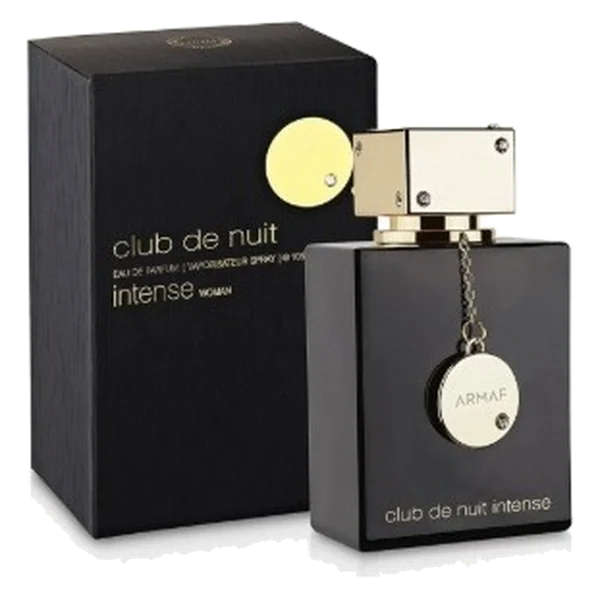 club de nuit
EAU DE PARFUM | VAPORISATEUR SPRAY |
intense WOMAN
ARMAF
club de nuit intense